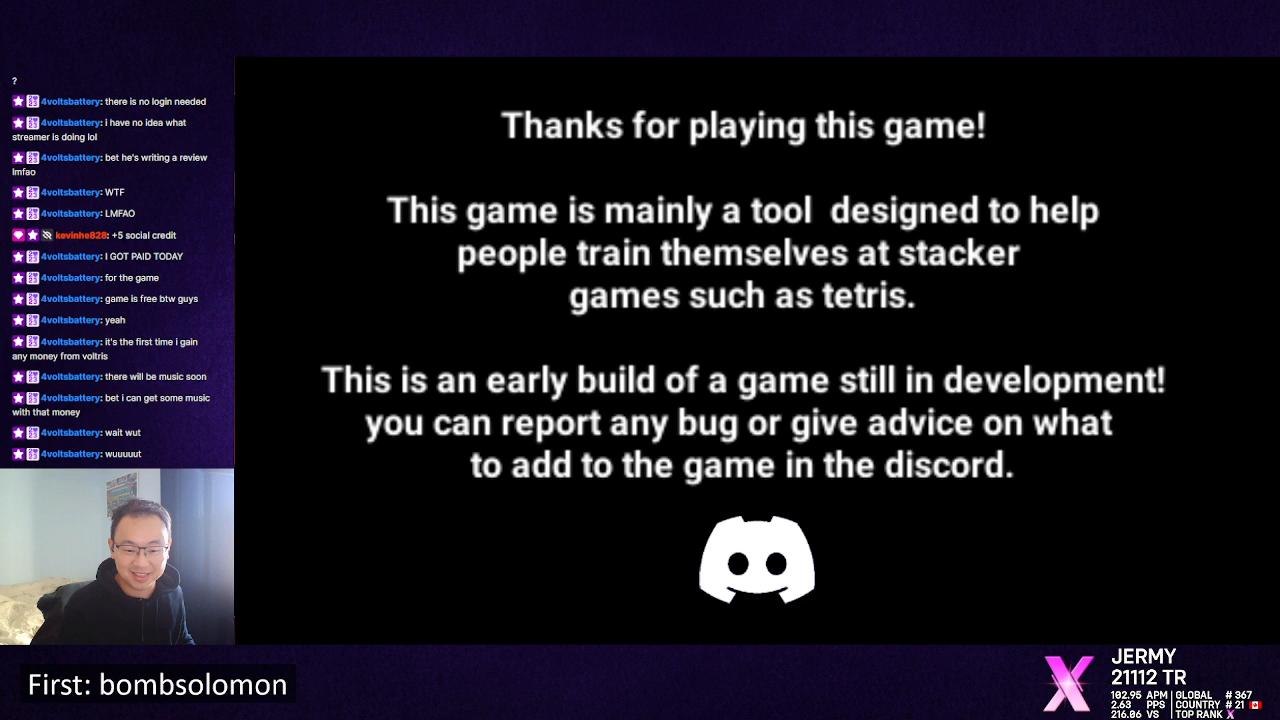 ?
4voltsbattery: there is no login needed
4voltsbattery: i have no idea what
streamer is doing lol
4voltsbattery: bet he's writing a review
lmfao
4voltsbattery: WTF
4voltsbattery: LMFAO
kevinhe828: +5 social credit
4voltsbattery: I GOT PAID TODAY
4voltsbattery: for the game
4voltsbattery: game is free btw guys
4voltsbattery: yeah
4voltsbattery: it's the first time i gain
any money from voltris
4voltsbattery: there will be music soon
4voltsbattery: bet i can get some music
with that money
4voltsbattery: wait wut
4voltsbattery: wuuuuut
Thanks for playing this game!
This game is mainly a tool  designed to help
people train themselves at stacker
games such as tetris.
This is an early build of a game still in development!
you can report any bug or give advice on what
to add to the game in the discord.
First: bombsolomon
X
JERMY
21112 TR
102.95 APM | GLOBAL # 367
2.63 PPS | COUNTRY # 21
216.06 VS | TOP RANK X